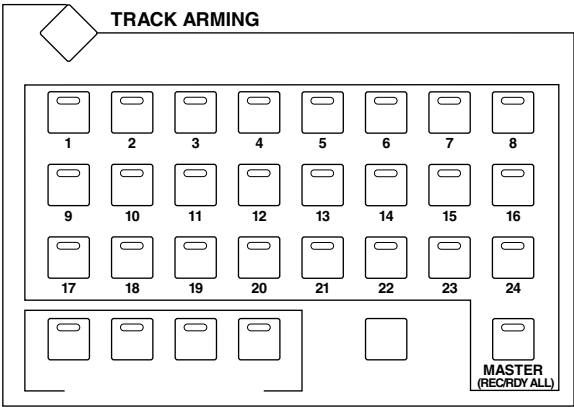 TRACK ARMING
1 2 3 4 5 6 7 8
9 10 11 12 13 14 15 16
17 18 19 20 21 22 23 24
MASTER
(REC/RDY ALL)